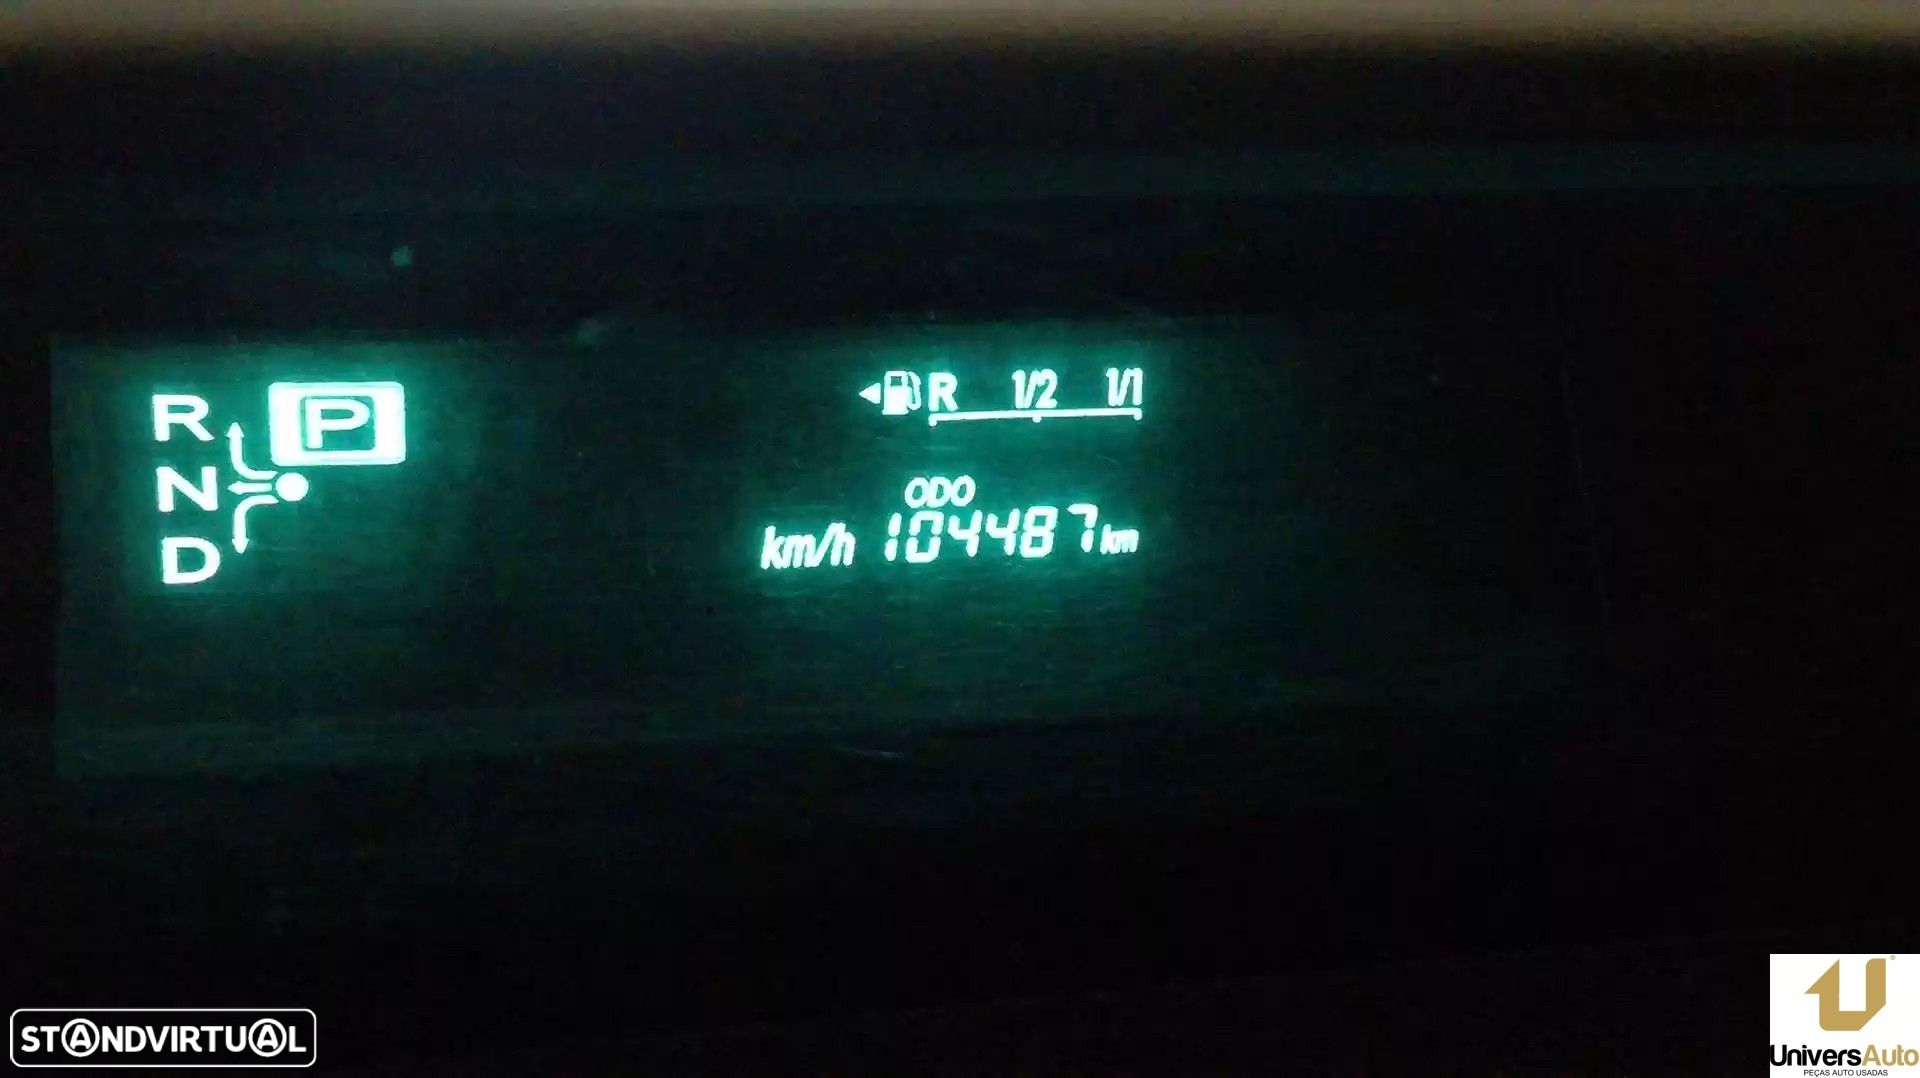 R P
N
D
R 1/2 1/1
ODO
km/h 104487 km
STANDVIRTUAL
UniversAuto
PEÇAS AUTO USADAS